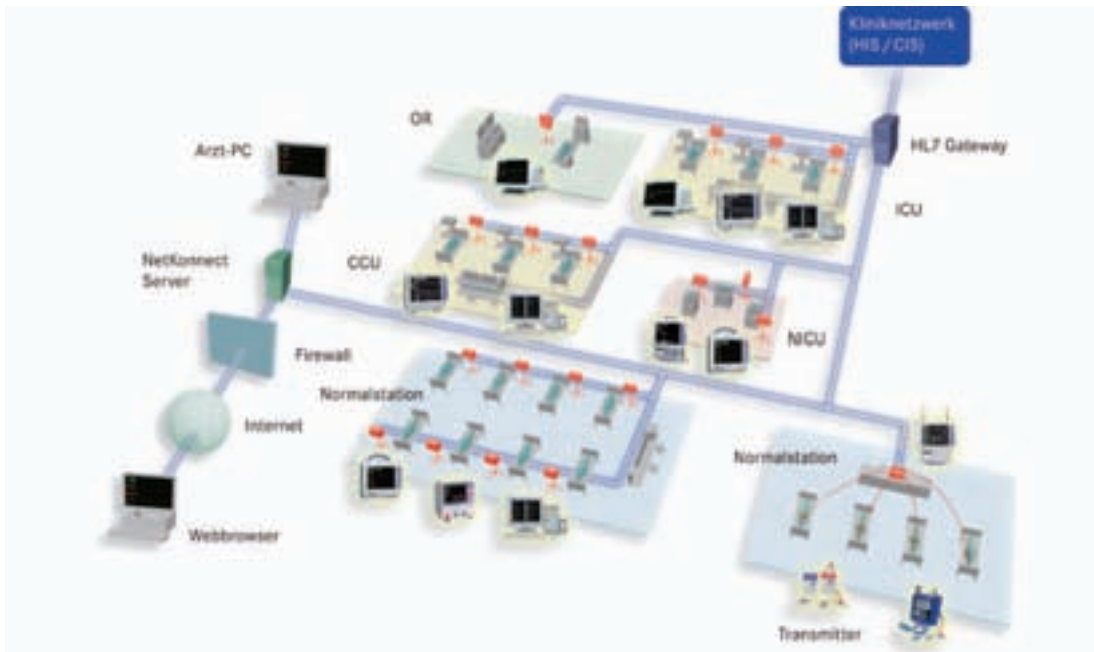 Kliniknetzwerk
(HIS / CIS)
OR
HL7 Gateway
Arzt-PC
ICU
NetKonnect
Server
CCU
NICU
Firewall
Normalstation
Internet
Normalstation
Webbrowser
Transmitter